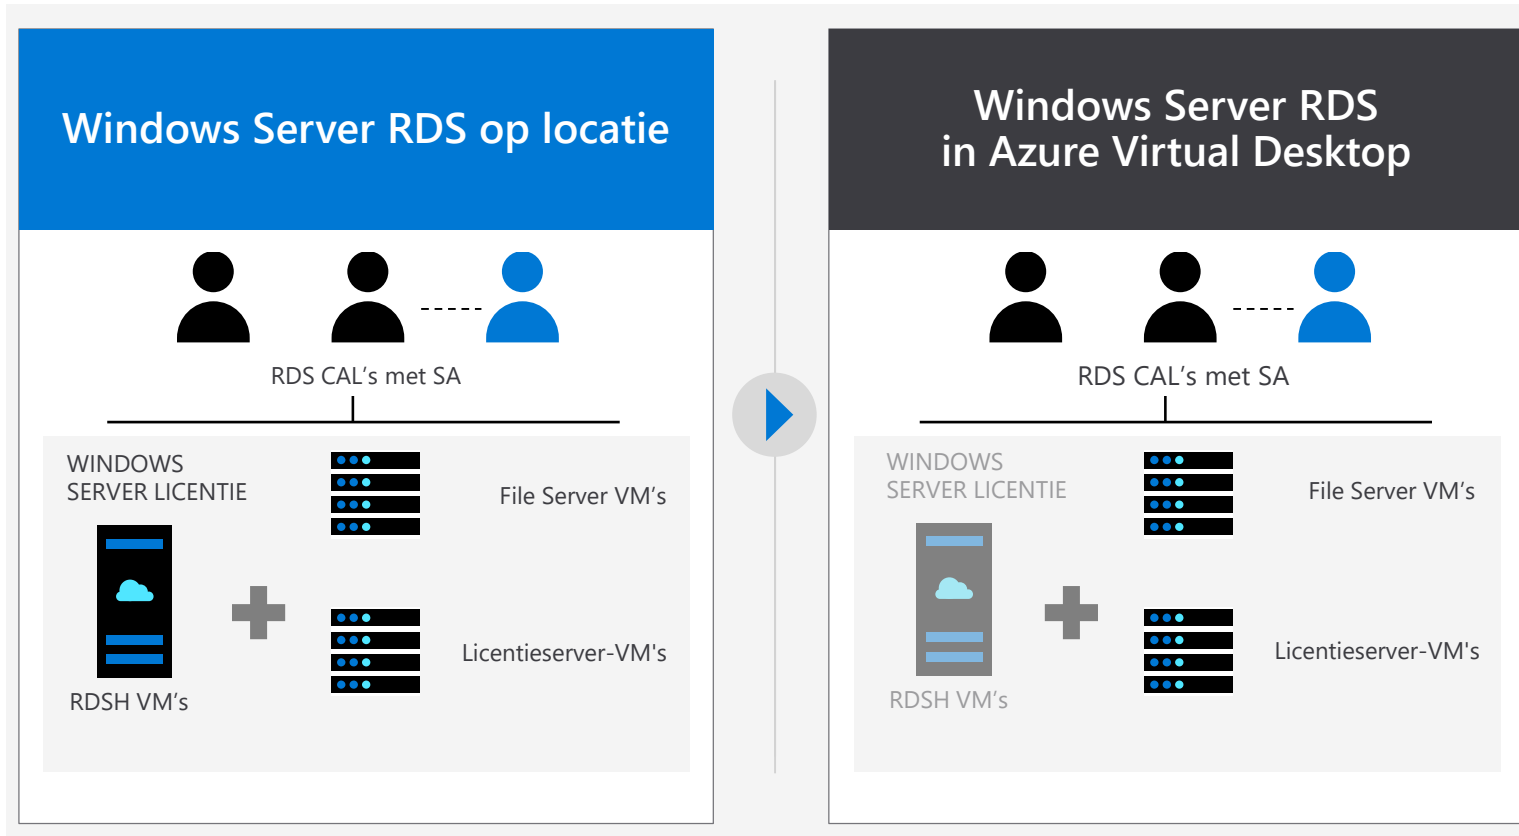 Windows Server RDS op locatie
RDS CAL’s met SA
WINDOWS
SERVER LICENTIE
File Server VM’s
Licentieserver-VM's
RDSH VM’s
Windows Server RDS
in Azure Virtual Desktop
RDS CAL’s met SA
WINDOWS
SERVER LICENTIE
File Server VM’s
Licentieserver-VM's
RDSH VM’s